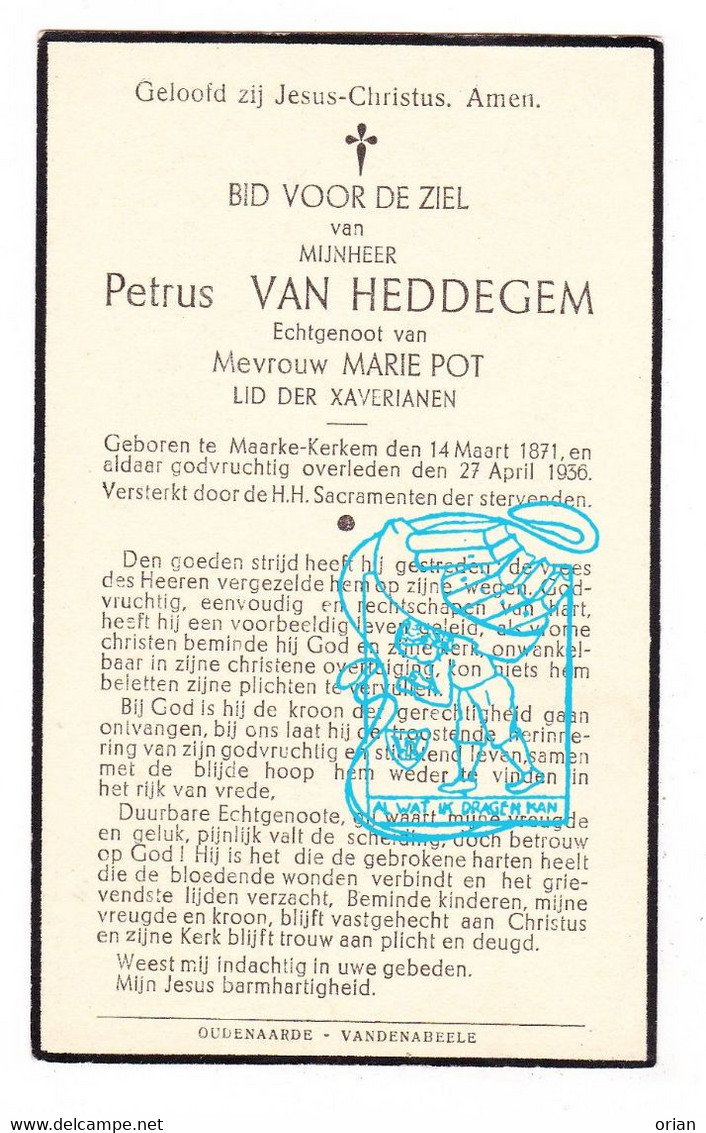 Geloofd zij Jesus-Christus. Amen.
BID VOOR DE ZIEL
van
MIJNHEER
Petrus VAN HEDDEGEM
Echtgenoot van
Mevrouw MARIE POT
LID DER XAVERIANEN
Geboren te Maarke-Kerkem den 14 Maart 1871, en
aldaar godvruchtig overleden den 27 April 1936.
Versterkt door de H.H. Sacramenten der stervenden.
Den goeden strijd heeft hij gestreden; de vrees
des Heeren vergezelde hem op zijne wegen. God-
vruchtig, eenvoudig en rechtschapen van hart,
heeft hij een voorbeeldig leven geleid, als vrome
christen beminde hij God en zijne Kerk, onwankel-
baar in zijne christene overtuiging, kon niets hem
beletten zijne plichten te vervullen.
Bij God is hij de kroon der gerechtigheid gaan
ontvangen, bij ons laat hij de troostende herinne-
ring van zijn godvruchtig en stichtend leven, samen
met de blijde hoop hem weder te vinden in
het rijk van vrede,
Duurbare Echtgenoote, gij waart mijne vreugde
en geluk, pijnlijk valt de scheiding, doch betrouw
op God! Hij is het die de gebrokene harten heelt
die de bloedende wonden verbindt en het grie-
vendste lijden verzacht, Beminde kinderen, mijne
vreugde en kroon, blijft vastgehecht aan Christus
en zijne Kerk blijft trouw aan plicht en deugd.
Weest mij indachtig in uwe gebeden.
Mijn Jesus barmhartigheid.
OUDENAARDE - VANDENABEELE
AL WAT IK DRAGEN KAN
www.delcampe.net
orian